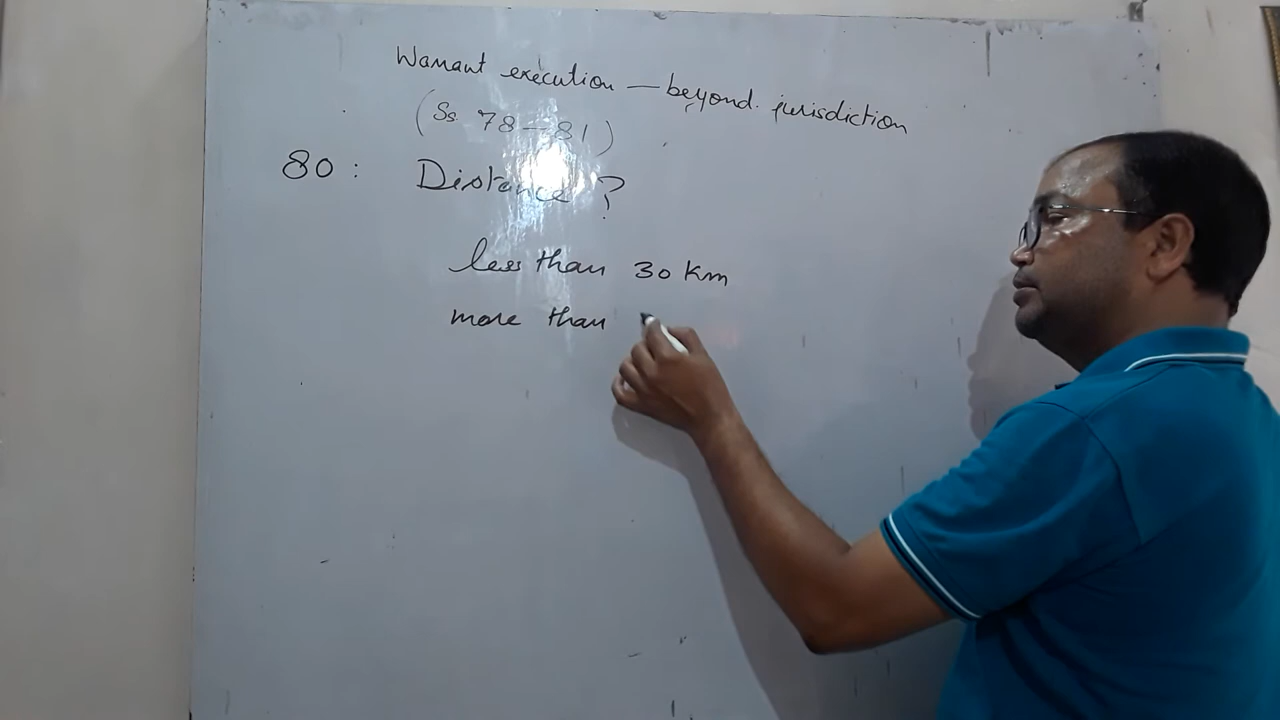 Warrant execution — beyond jurisdiction
(Ss 78 – 81)
80 : Distance ?
less than 30 km
more than